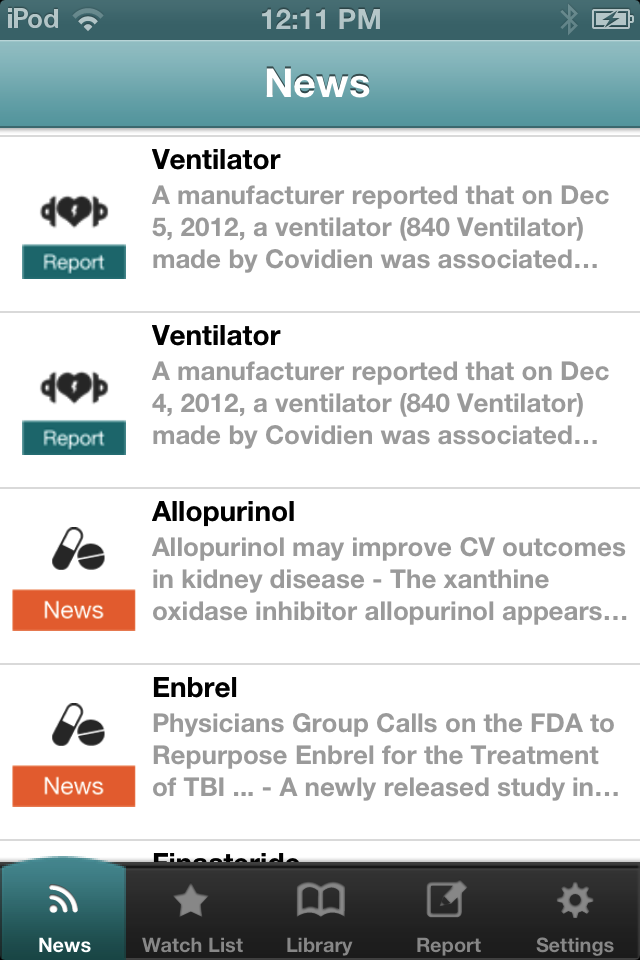 iPod 12:11 PM
News
Ventilator
A manufacturer reported that on Dec
5, 2012, a ventilator (840 Ventilator)
made by Covidien was associated...
Report
Ventilator
A manufacturer reported that on Dec
4, 2012, a ventilator (840 Ventilator)
made by Covidien was associated...
Report
Allopurinol
Allopurinol may improve CV outcomes
in kidney disease - The xanthine
oxidase inhibitor allopurinol appears...
News
Enbrel
Physicians Group Calls on the FDA to
Repurpose Enbrel for the Treatment
of TBI ... - A newly released study in...
News
Finasteride
News Watch List Library Report Settings